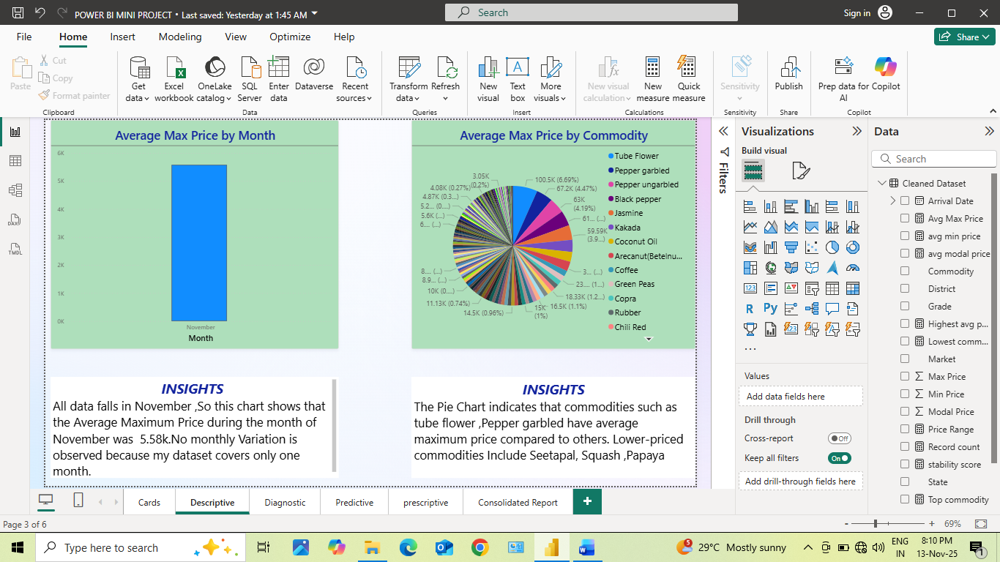 POWER BI MINI PROJECT • Last saved: Yesterday at 1:45 AM
Search
Sign in
File Home Insert Modeling View Optimize Help
Share
Paste
Cut
Copy
Format painter
Clipboard
Get data
Excel workbook
OneLake catalog
SQL Server
Enter data
Dataverse
Recent sources
Data
Transform data
Refresh
Queries
New visual
Text box
More visuals
Insert
New visual calculation
New measure
Quick measure
Calculations
Sensitivity
Sensitivity
Publish
Share
Prep data for AI
Copilot
Copilot
DAX
TMDL
Average Max Price by Month
6K
5K
4K
3K
2K
1K
0K
November
Month
Average Max Price by Commodity
3.05K (0.2%)
4.08K (0.27%)
4.87K (0.3...)
5.2... (0....)
5.6K (...)
6.... (...)
8.... (...)
8.9... (...)
10K (0....)
11.13K (0.74%)
14.5K (0.96%)
15K (1%)
16.5K (1.1%)
18.33K (1.2...)
23.... (1...)
3... (...)
59.59K (3.9...)
61... (...)
63K (4.19%)
67.2K (4.47%)
100.5K (6.69%)
Tube Flower
Pepper garbled
Pepper ungarbled
Black pepper
Jasmine
Kakada
Coconut Oil
Arecanut(Betelnu...
Coffee
Green Peas
Copra
Rubber
Chili Red
INSIGHTS
All data falls in November ,So this chart shows that
the Average Maximum Price during the month of
November was 5.58k.No monthly Variation is
observed because my dataset covers only one
month.
INSIGHTS
The Pie Chart indicates that commodities such as
tube flower ,Pepper garbled have average
maximum price compared to others. Lower-priced
commodities Include Seetapal, Squash ,Papaya
Filters
Visualizations
Build visual
123
R
Py
123
...
Values
Add data fields here
Drill through
Cross-report
Off
Keep all filters
On
Add drill-through fields here
Data
Search
Cleaned Dataset
Arrival Date
Avg Max Price
avg min price
avg modal price
Commodity
District
Grade
Highest avg p...
Lowest comm...
Market
Max Price
Min Price
Modal Price
Price Range
Record count
stability score
State
Top commodity
Cards
Descriptive
Diagnostic
Predictive
prescriptive
Consolidated Report
+
Page 3 of 6
- + 69%
Type here to search
5
29°C Mostly sunny
ENG
IN
8:10 PM
13-Nov-25
1